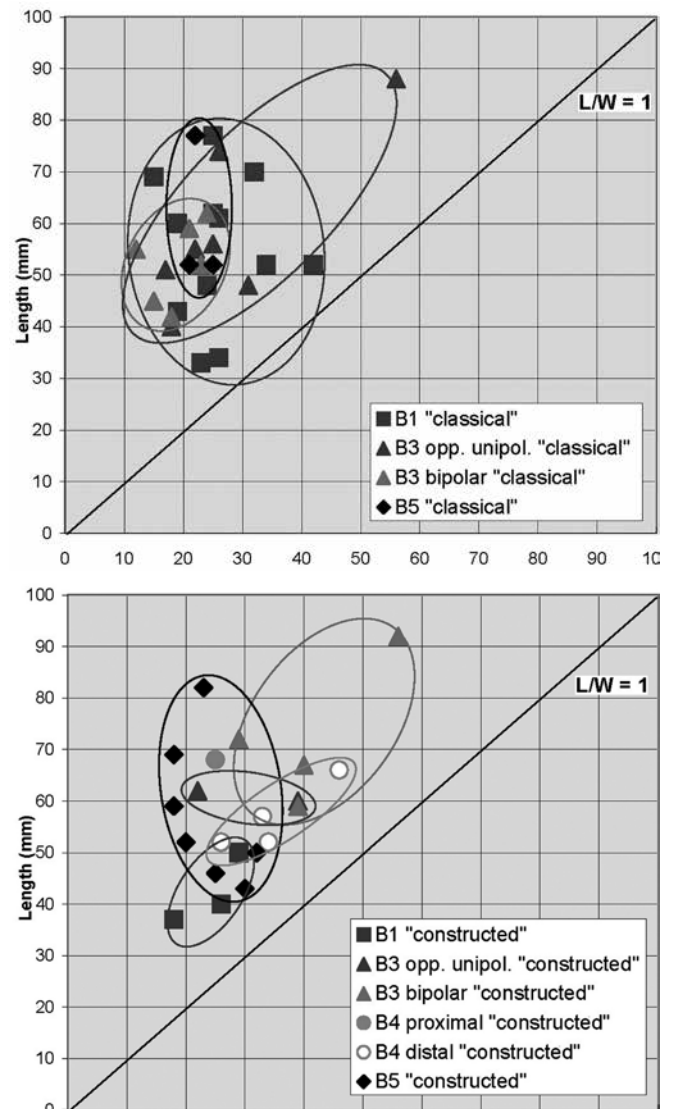 100
90
80
70
60
50
40
30
20
10
0
Length (mm)
L/W = 1
B1 "classical"
B3 opp. unipol. "classical"
B3 bipolar "classical"
B5 "classical"
0 10 20 30 40 50 60 70 80 90 10
100
90
80
70
60
50
40
30
20
10
0
Length (mm)
L/W = 1
B1 "constructed"
B3 opp. unipol. "constructed"
B3 bipolar "constructed"
B4 proximal "constructed"
B4 distal "constructed"
B5 "constructed"